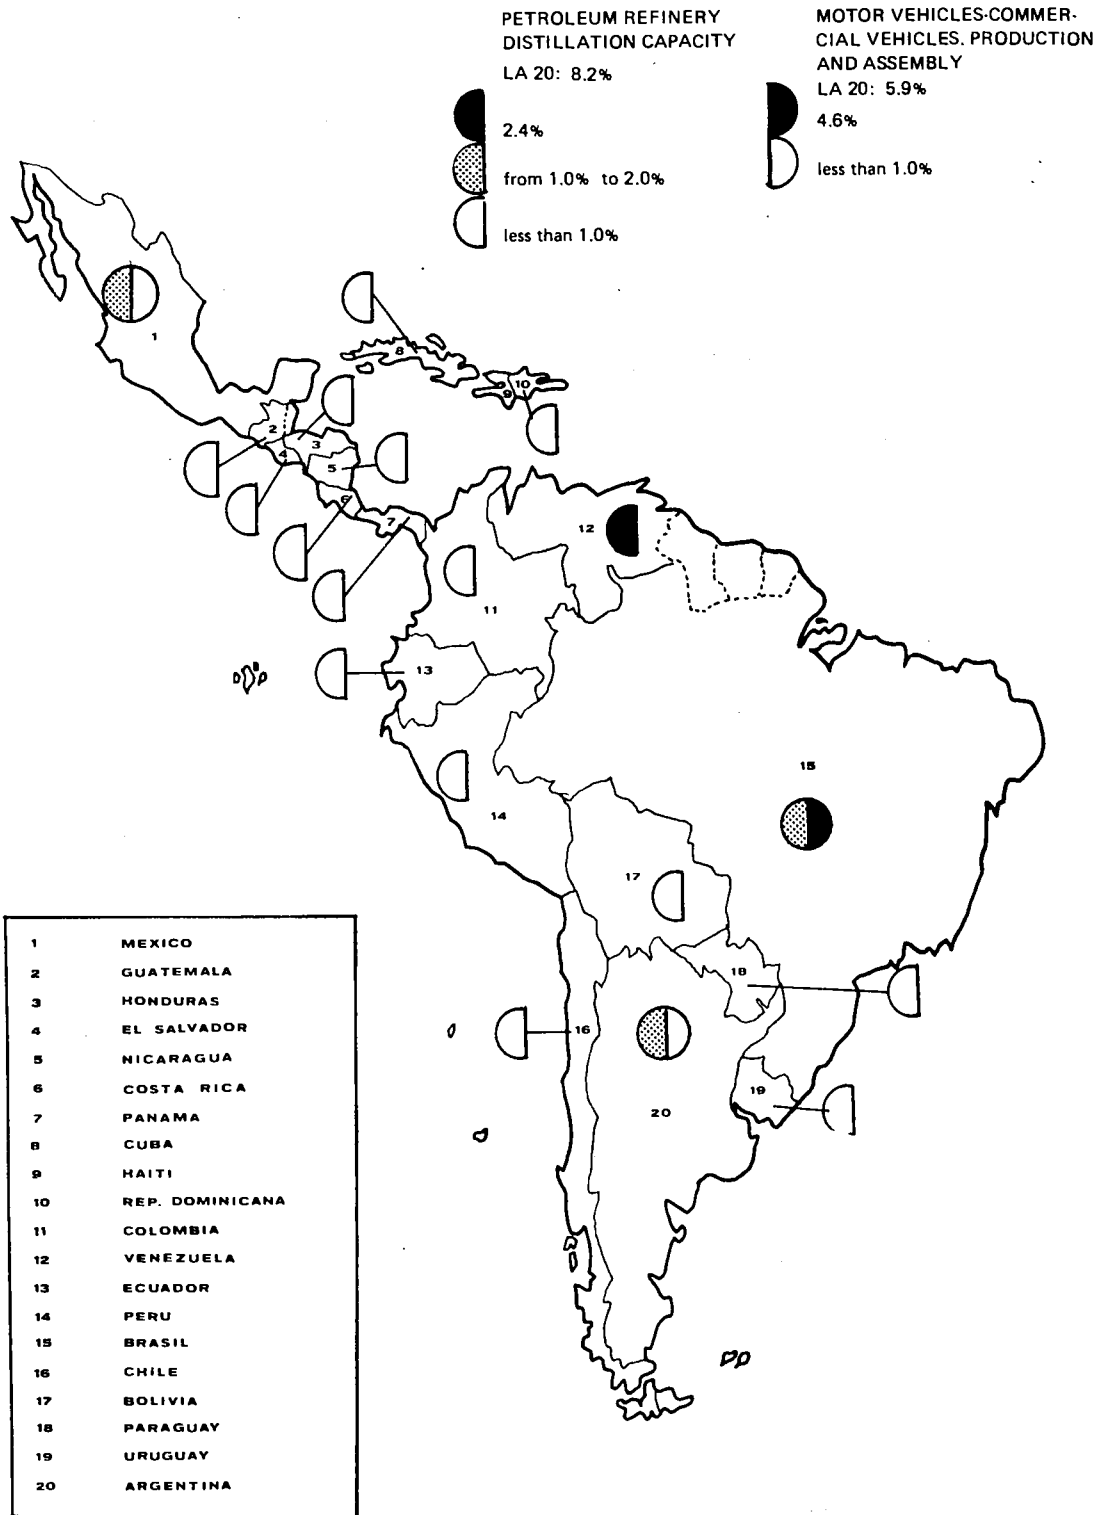 PETROLEUM REFINERY
DISTILLATION CAPACITY
LA 20: 8.2%
2.4%
from 1.0% to 2.0%
less than 1.0%
MOTOR VEHICLES-COMMER-
CIAL VEHICLES. PRODUCTION
AND ASSEMBLY
LA 20: 5.9%
4.6%
less than 1.0%
1
8
9
10
2
3
4
5
6
7
12
11
13
15
14
17
18
16
19
20
1 MEXICO
2 GUATEMALA
3 HONDURAS
4 EL SALVADOR
5 NICARAGUA
6 COSTA RICA
7 PANAMA
8 CUBA
9 HAITI
10 REP. DOMINICANA
11 COLOMBIA
12 VENEZUELA
13 ECUADOR
14 PERU
15 BRASIL
16 CHILE
17 BOLIVIA
18 PARAGUAY
19 URUGUAY
20 ARGENTINA